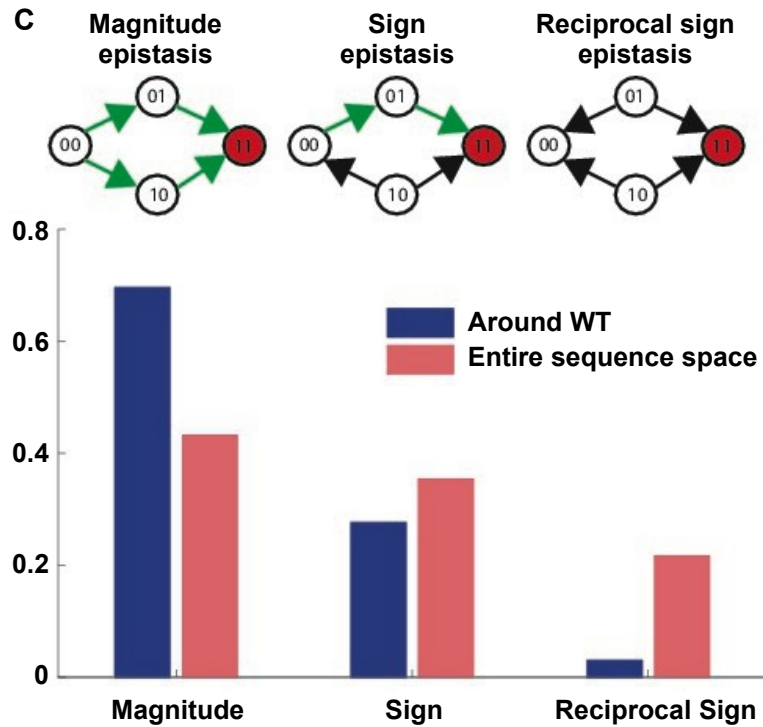 C
Magnitude
epistasis
Sign
epistasis
Reciprocal sign
epistasis
01
00
11
10
01
00
11
10
01
00
11
10
0.8
0.6
0.4
0.2
0
Around WT
Entire sequence space
Magnitude
Sign
Reciprocal Sign